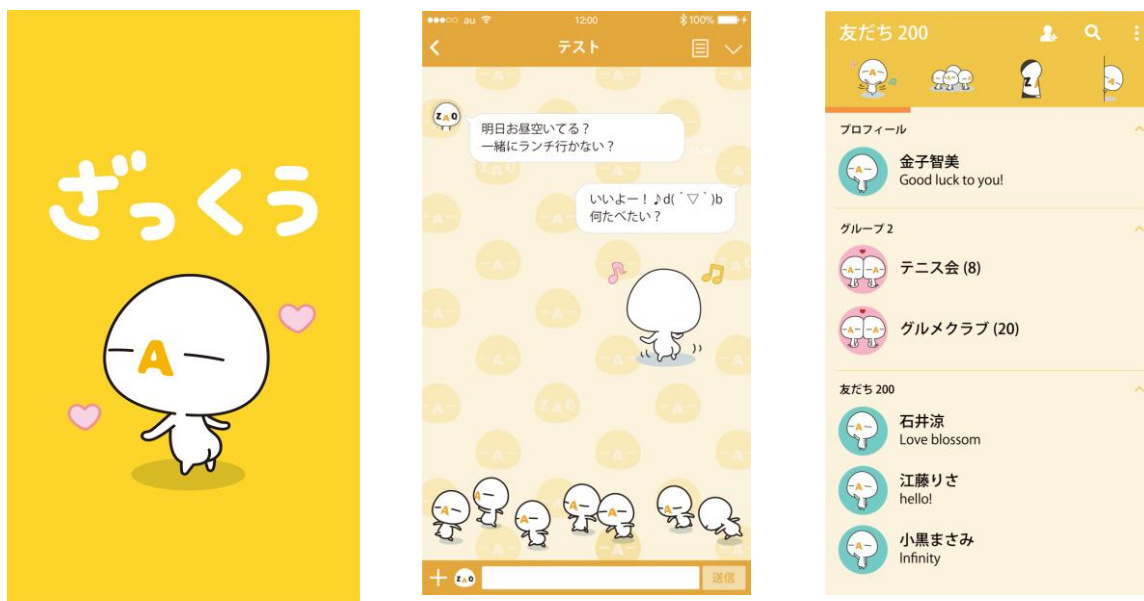 ざっくぅ
A
au 12:00 100%
テスト
ZAQ
明日お昼空いてる？
一緒にランチ行かない？
いいよー！♪d(´▽`)b
何たべたい？
ZAQ
送信
友だち 200
プロフィール
金子智美
Good luck to you!
グループ 2
テニス会 (8)
グルメクラブ (20)
友だち 200
石井涼
Love blossom
江藤りさ
hello!
小黒まさみ
Infinity